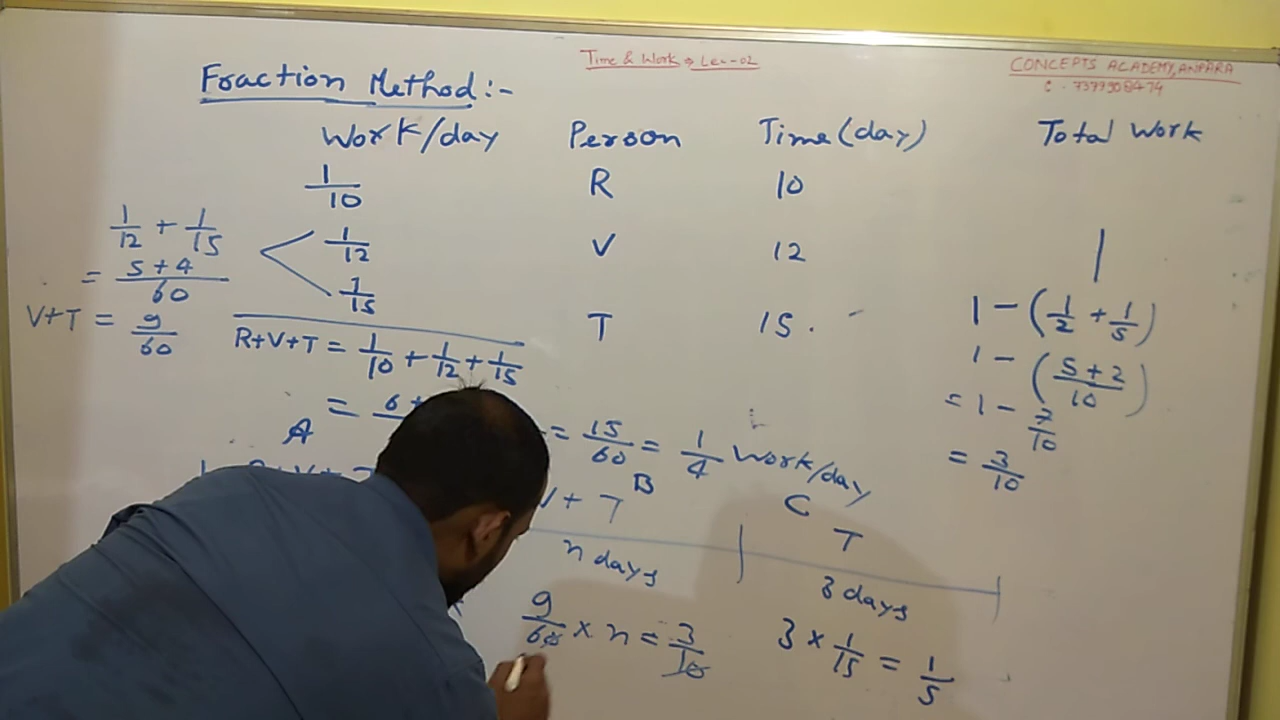 Time & Work Lec-02
CONCEPTS ACADEMY, ANPARA
Fraction Method:-
Work/day Person Time(day) Total Work
1/10 R 10
1/12 V 12 1
1/15 T 15.
1/12 + 1/15
= 5+4/60
V+T = 9/60
R+V+T = 1/10 + 1/12 + 1/15
= 15/60 = 1/4 Work/day
1 - (1/2 + 1/5)
1 - (5+2/10)
= 1 - 7/10
= 3/10
A B C
+ T T
n days 3 days
9/60 × n = 3/10 3 × 1/15 = 1/5